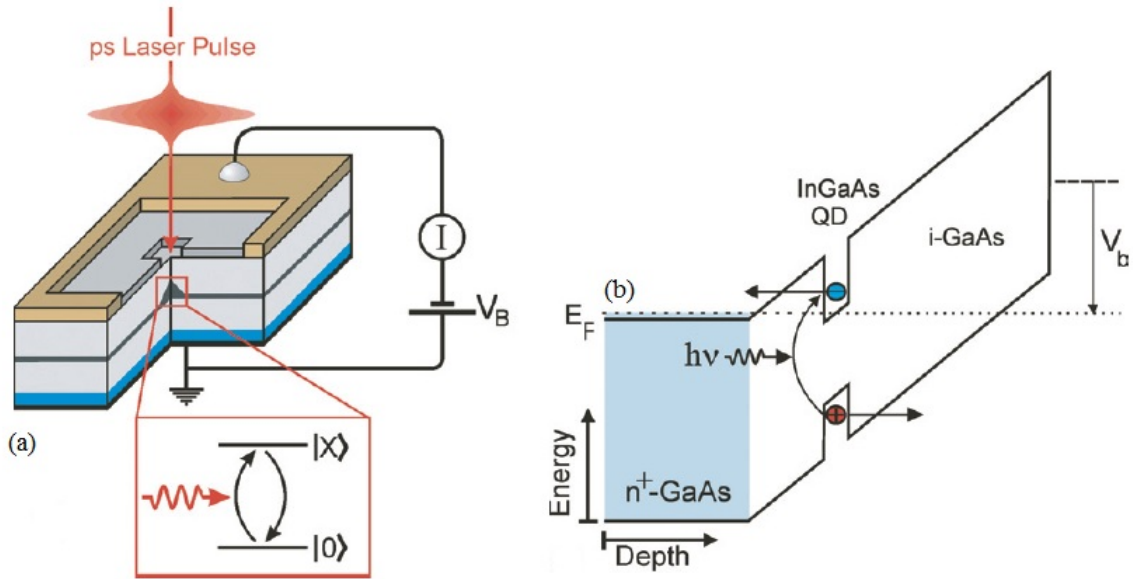 ps Laser Pulse
I
V_B
(a)
|X⟩
|0⟩
InGaAs
QD
i-GaAs
V_b
(b)
E_F
hν
Energy
n⁺-GaAs
Depth